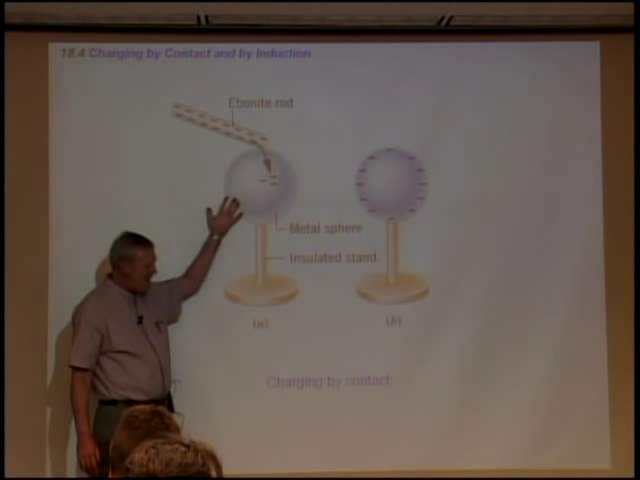 18.4 Charging by Contact and by Induction
Ebonite rod
Metal sphere
Insulated stand
(a)
(b)
Charging by contact